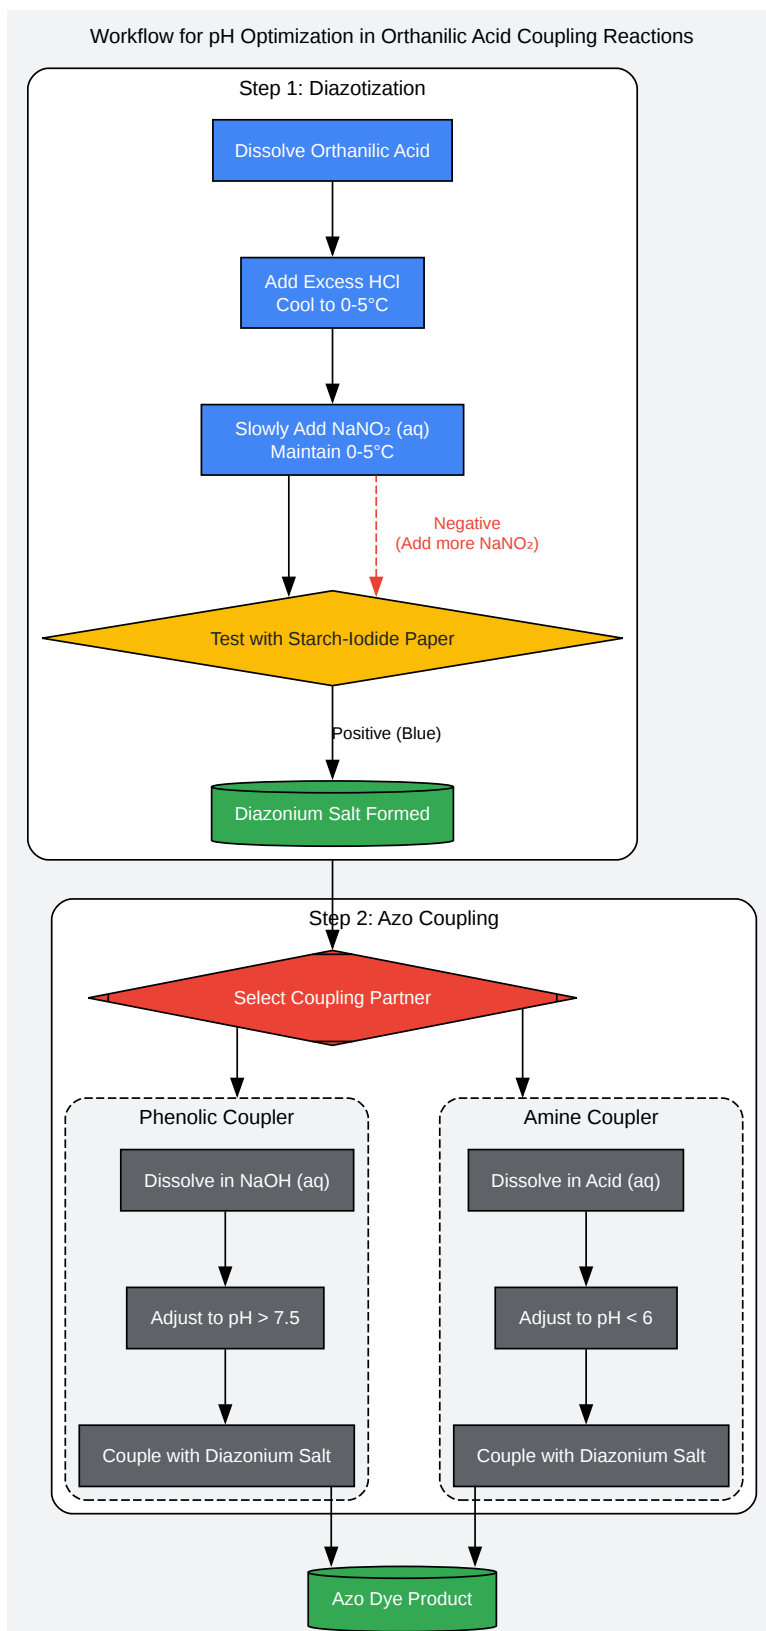 Workflow for pH Optimization in Orthanilic Acid Coupling Reactions
Step 1: Diazotization
Dissolve Orthanilic Acid
Add Excess HCl
Cool to 0-5°C
Slowly Add NaNO₂ (aq)
Maintain 0-5°C
Negative
(Add more NaNO₂)
Test with Starch-Iodide Paper
Positive (Blue)
Diazonium Salt Formed
Step 2: Azo Coupling
Select Coupling Partner
Phenolic Coupler
Dissolve in NaOH (aq)
Adjust to pH > 7.5
Couple with Diazonium Salt
Amine Coupler
Dissolve in Acid (aq)
Adjust to pH < 6
Couple with Diazonium Salt
Azo Dye Product